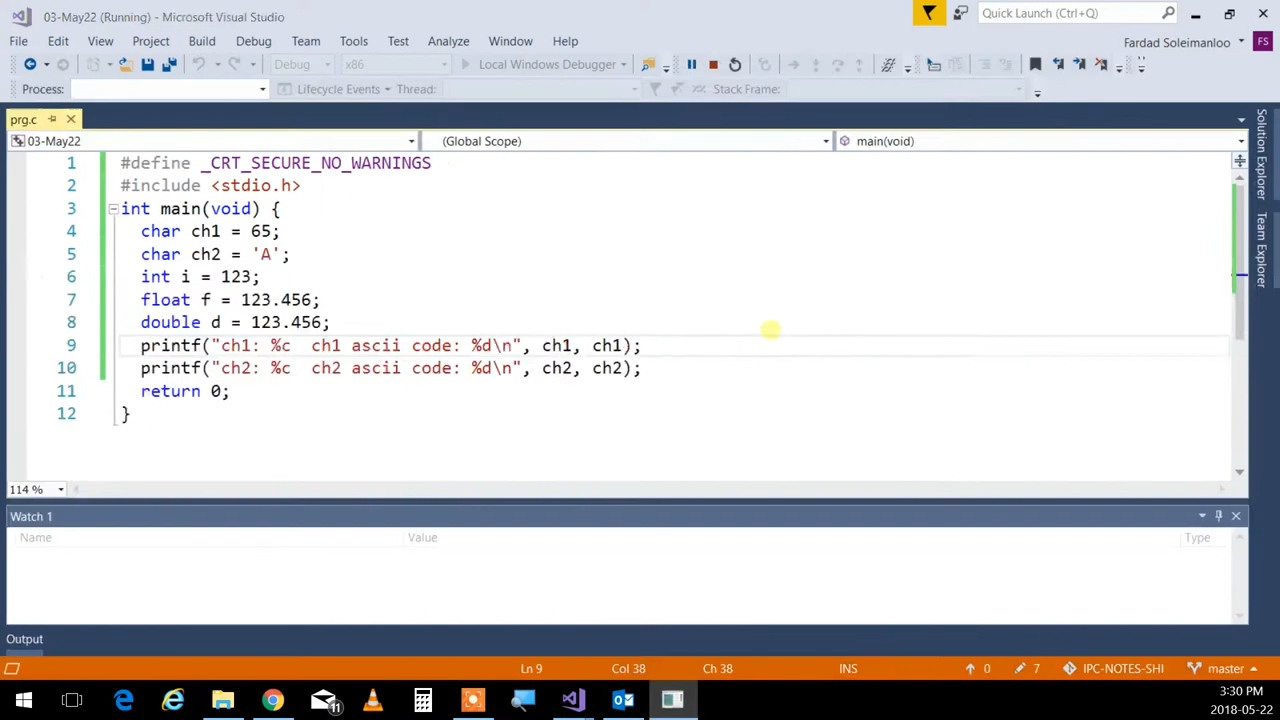 03-May22 (Running) - Microsoft Visual Studio
Quick Launch (Ctrl+Q)
File Edit View Project Build Debug Team Tools Test Analyze Window Help
Fardad Soleimanloo FS
Debug x86 Local Windows Debugger
Process: Lifecycle Events Thread: Stack Frame:
prg.c
03-May22 (Global Scope) main(void)
1 #define _CRT_SECURE_NO_WARNINGS
2 #include <stdio.h>
3 int main(void) {
4 char ch1 = 65;
5 char ch2 = 'A';
6 int i = 123;
7 float f = 123.456;
8 double d = 123.456;
9 printf("ch1: %c  ch1 ascii code: %d\n", ch1, ch1);
10 printf("ch2: %c  ch2 ascii code: %d\n", ch2, ch2);
11 return 0;
12 }
Solution Explorer
Team Explorer
114 %
Watch 1
Name Value Type
Output
Ln 9 Col 38 Ch 38 INS 0 7 IPC-NOTES-SHI master
11
3:30 PM
2018-05-22